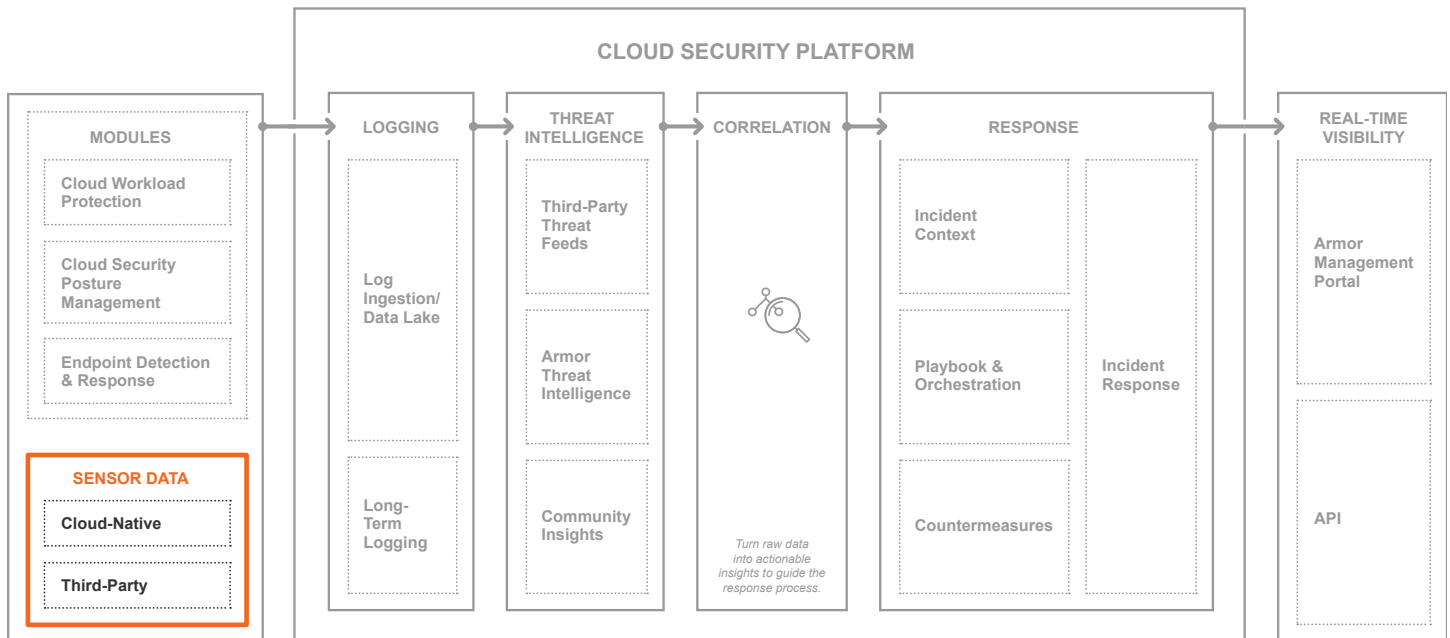 CLOUD SECURITY PLATFORM
MODULES
Cloud Workload
Protection
Cloud Security
Posture
Management
Endpoint Detection
& Response
SENSOR DATA
Cloud-Native
Third-Party
LOGGING
Log
Ingestion/
Data Lake
Long-
Term
Logging
THREAT
INTELLIGENCE
Third-Party
Threat
Feeds
Armor
Threat
Intelligence
Community
Insights
CORRELATION
Turn raw data
into actionable
insights to guide the
response process.
RESPONSE
Incident
Context
Playbook &
Orchestration
Countermeasures
Incident
Response
REAL-TIME
VISIBILITY
Armor
Management
Portal
API